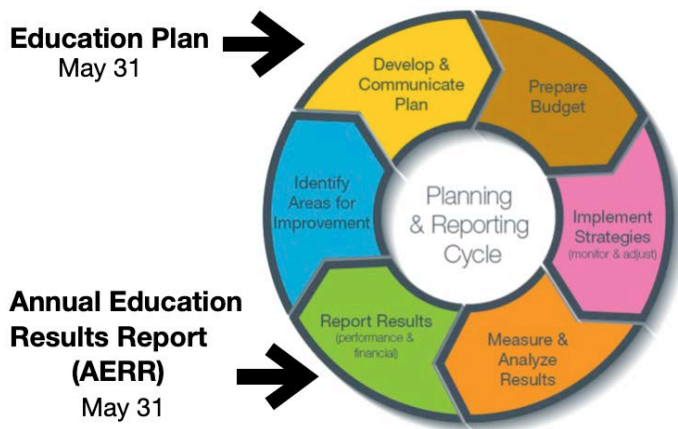 Education Plan
May 31
Develop &
Communicate
Plan
Prepare
Budget
Implement
Strategies
(monitor & adjust)
Measure &
Analyze
Results
Report Results
(performance &
financial)
Identify
Areas for
Improvement
Planning
& Reporting
Cycle
Annual Education
Results Report
(AERR)
May 31